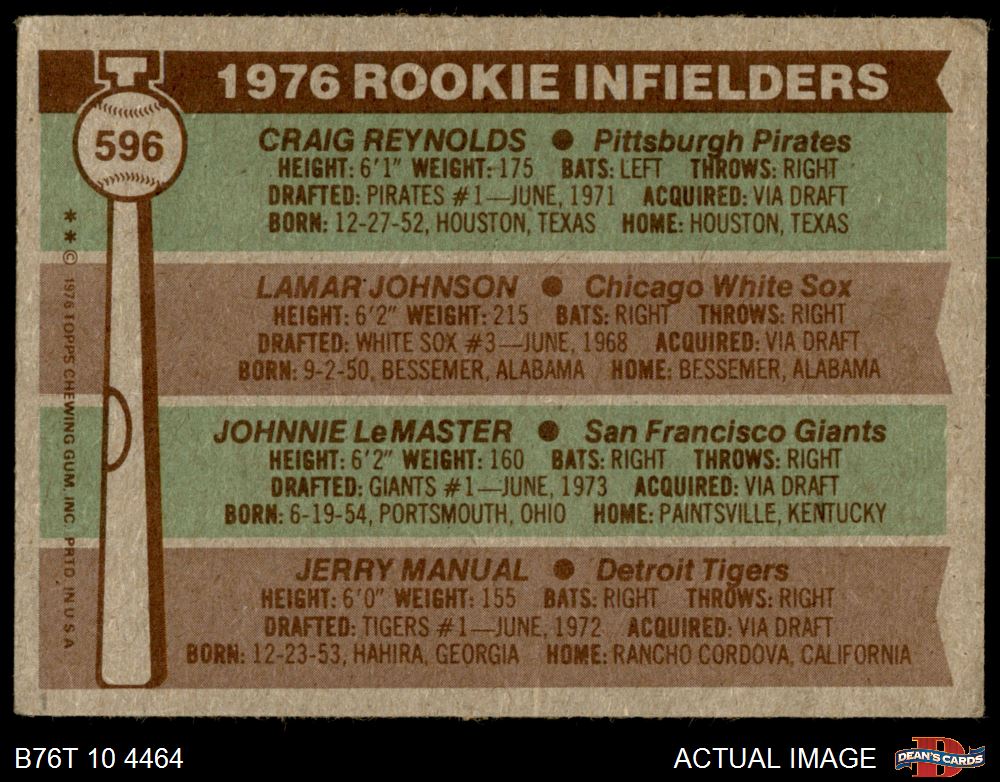 1976 ROOKIE INFIELDERS
596
CRAIG REYNOLDS ● Pittsburgh Pirates
HEIGHT: 6'1" WEIGHT: 175 BATS: LEFT THROWS: RIGHT
DRAFTED: PIRATES #1—JUNE, 1971 ACQUIRED: VIA DRAFT
BORN: 12-27-52, HOUSTON, TEXAS HOME: HOUSTON, TEXAS
LAMAR JOHNSON ● Chicago White Sox
HEIGHT: 6'2" WEIGHT: 215 BATS: RIGHT THROWS: RIGHT
DRAFTED: WHITE SOX #3—JUNE, 1968 ACQUIRED: VIA DRAFT
BORN: 9-2-50, BESSEMER, ALABAMA HOME: BESSEMER, ALABAMA
JOHNNIE LeMASTER ● San Francisco Giants
HEIGHT: 6'2" WEIGHT: 160 BATS: RIGHT THROWS: RIGHT
DRAFTED: GIANTS #1—JUNE, 1973 ACQUIRED: VIA DRAFT
BORN: 6-19-54, PORTSMOUTH, OHIO HOME: PAINTSVILLE, KENTUCKY
JERRY MANUAL ● Detroit Tigers
HEIGHT: 6'0" WEIGHT: 155 BATS: RIGHT THROWS: RIGHT
DRAFTED: TIGERS #1—JUNE, 1972 ACQUIRED: VIA DRAFT
BORN: 12-23-53, HAHIRA, GEORGIA HOME: RANCHO CORDOVA, CALIFORNIA
* * © 1976 TOPPS CHEWING GUM, INC. PRTD. IN U S A
B76T 10 4464
ACTUAL IMAGE
D
DEAN'S CARDS